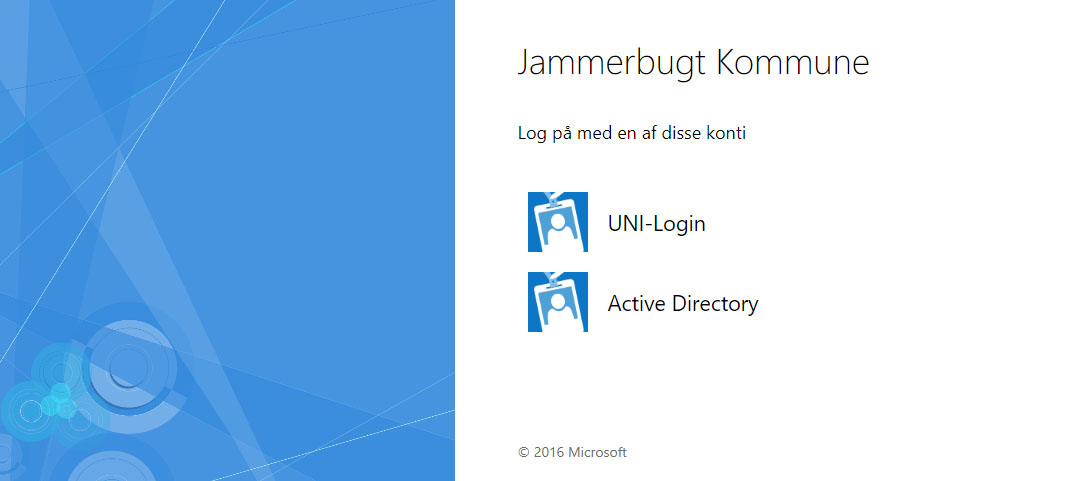 Jammerbugt Kommune
Log på med en af disse konti
UNI-Login
Active Directory
© 2016 Microsoft